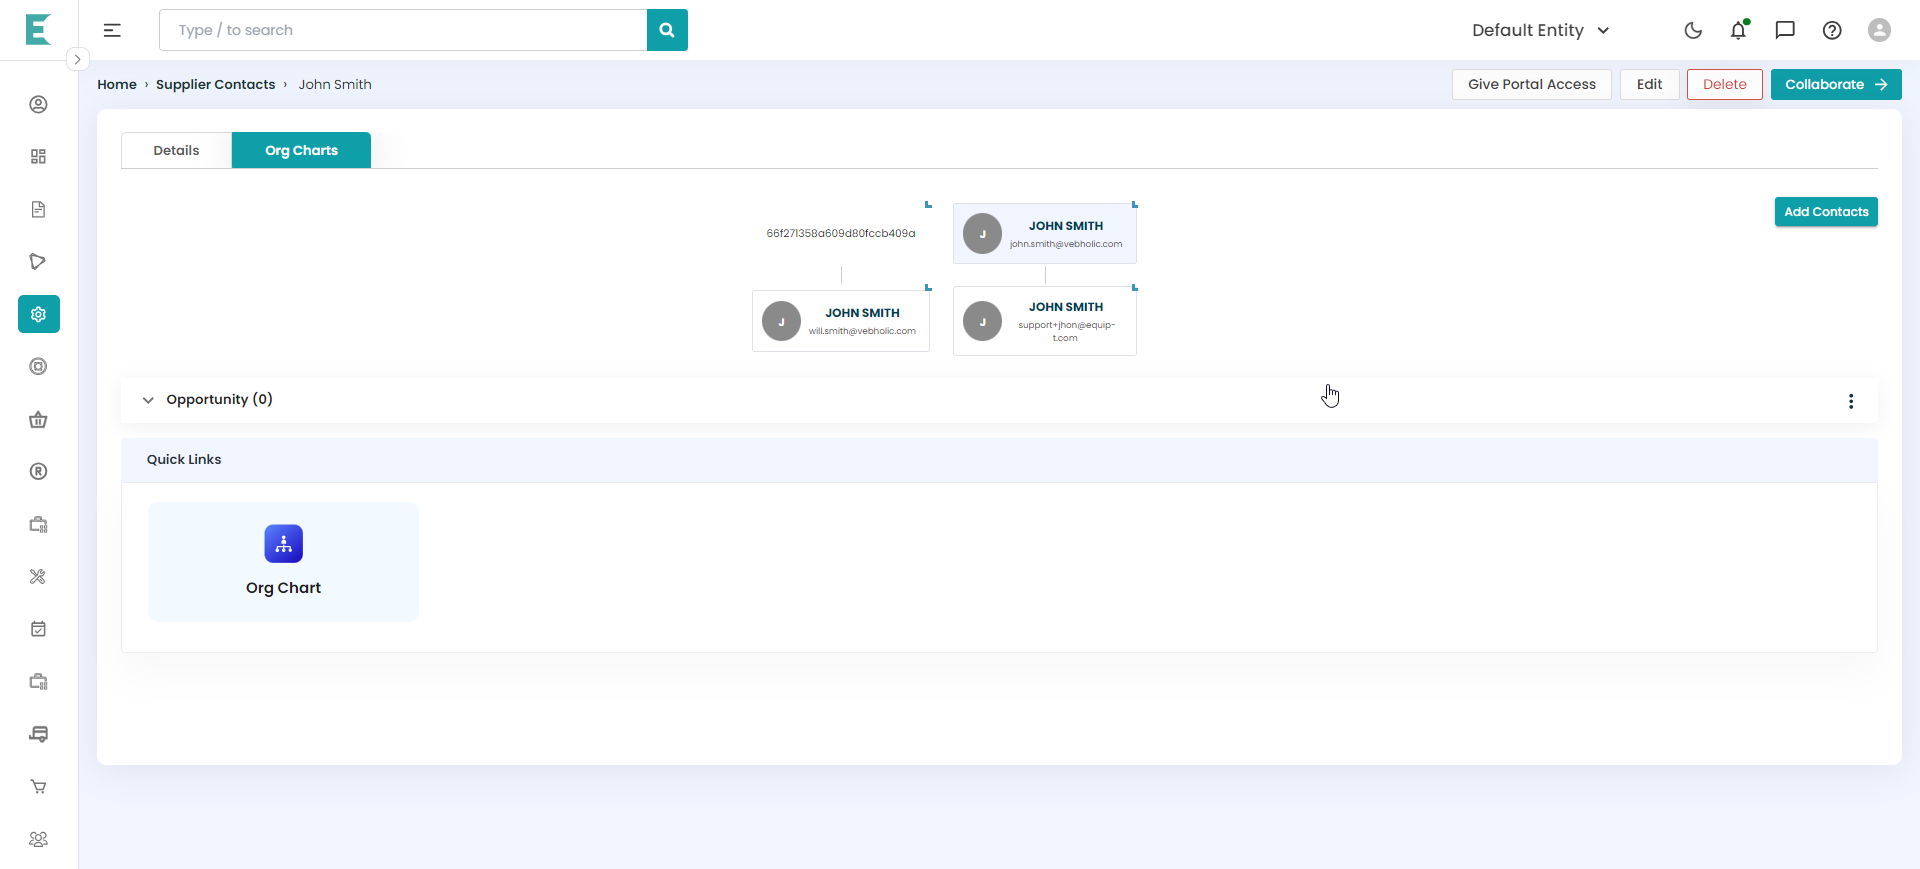 Type / to search
Default Entity
Home › Supplier Contacts › John Smith
Give Portal Access
Edit
Delete
Collaborate
Details
Org Charts
Add Contacts
66f271358a609d80fccb409a
J
JOHN SMITH
john.smith@vebholic.com
J
JOHN SMITH
will.smith@vebholic.com
J
JOHN SMITH
support+jhon@equip-
t.com
Opportunity (0)
Quick Links
Org Chart